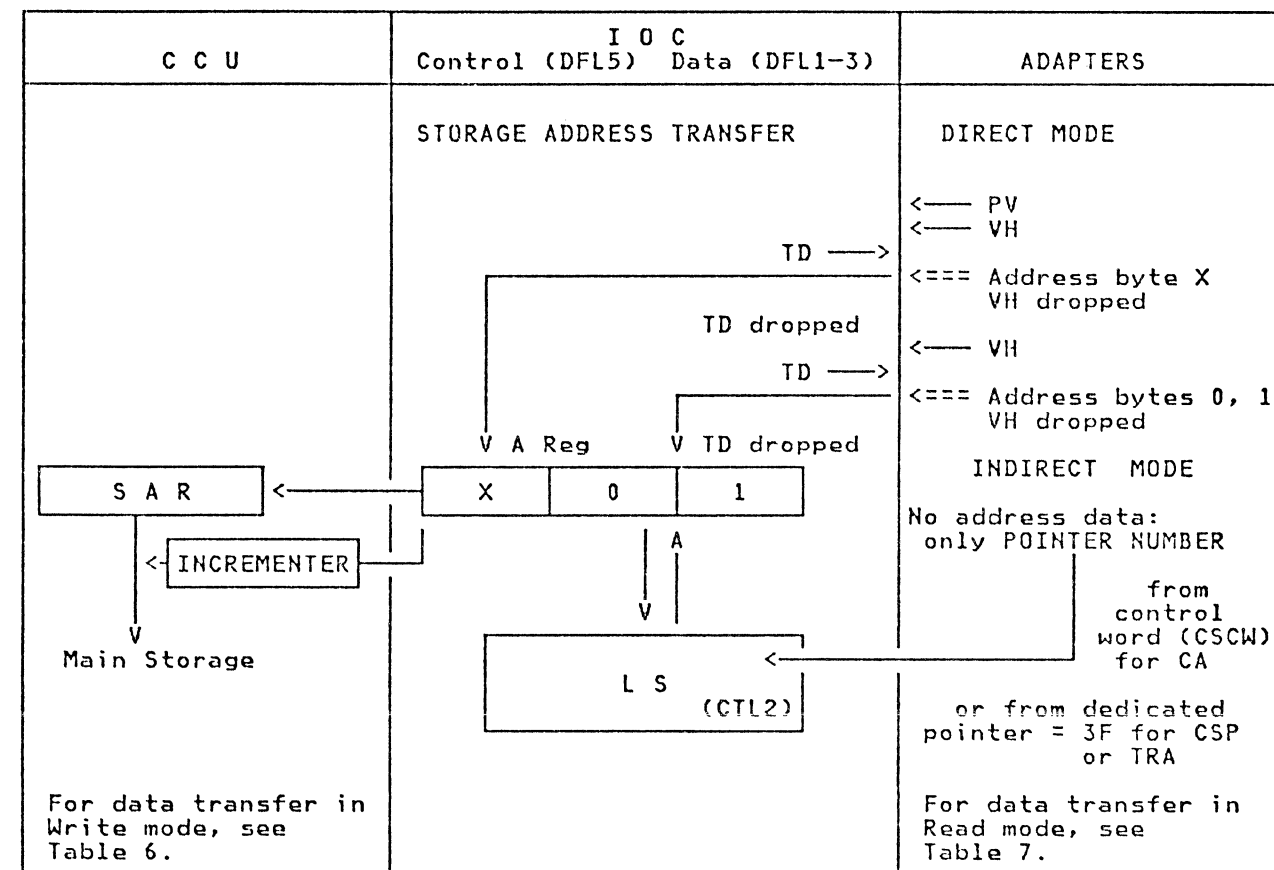 C C U
I O C
Control (DFL5) Data (DFL1-3)
ADAPTERS
STORAGE ADDRESS TRANSFER
DIRECT MODE
<—— PV
<—— VH
TD ——>
<=== Address byte X
VH dropped
TD dropped
<—— VH
TD ——>
<=== Address bytes 0, 1
VH dropped
V A Reg V TD dropped
INDIRECT MODE
S A R <—— X 0 1
No address data:
only POINTER NUMBER
A
<- INCREMENTER
V
from
control
word (CSCW)
for CA
V
Main Storage
<——
L S
(CTL2)
or from dedicated
pointer = 3F for CSP
or TRA
For data transfer in
Write mode, see
Table 6.
For data transfer in
Read mode, see
Table 7.